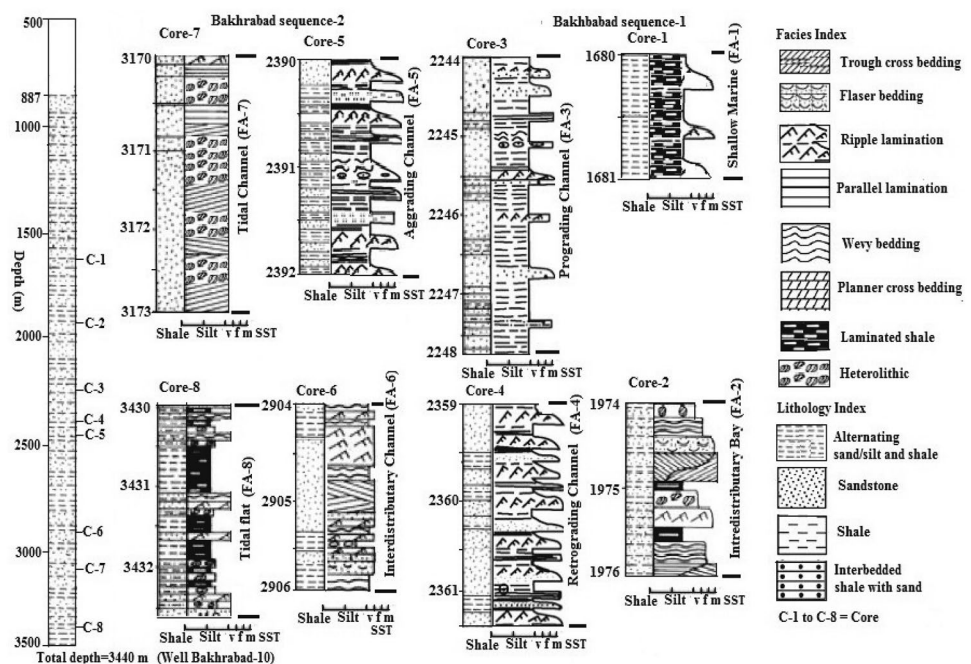 Bakhrabad sequence-2
Bakhbabad sequence-1
500
887
1000
1500
2000
2500
3000
3500
Depth (m)
C-1
C-2
C-3
C-4
C-5
C-6
C-7
C-8
Total depth=3440 m (Well Bakhrabad-10)
Core-7
3170
3171
3172
3173
Tidal Channel (FA-7)
Shale Silt v f m SST
Core-5
2390
2391
2392
Aggrading Channel (FA-5)
Shale Silt v f m SST
Core-3
2244
2245
2246
2247
2248
Prograding Channel (FA-3)
Shale Silt v f m SST
Core-1
1680
1681
Shallow Marine (FA-1)
Shale Silt v f m SST
Core-8
3430
3431
3432
Tidal flat (FA-8)
Shale Silt v f m SST
Core-6
2904
2905
2906
Interdistributary Channel (FA-6)
Shale Silt v f m
SST
Core-4
2359
2360
2361
Retrograding Channel (FA-4)
Shale Silt v f m SST
Core-2
1974
1975
1976
Intredistributary Bay (FA-2)
Shale Silt v f m SST
Facies Index
Trough cross bedding
Flaser bedding
Ripple lamination
Parallel lamination
Wevy bedding
Planner cross bedding
Laminated shale
Heterolithic
Lithology Index
Alternating
sand/silt and shale
Sandstone
Shale
Interbedded
shale with sand
C-1 to C-8 = Core